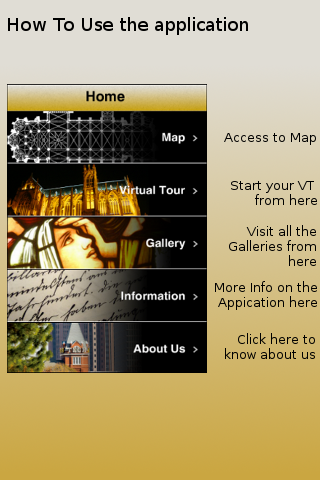 How To Use the application
Home
Map >
Access to Map
Virtual Tour >
Start your VT
from here
Gallery >
Visit all the
Galleries from
here
Information >
More Info on the
Appication here
About Us >
Click here to
know about us